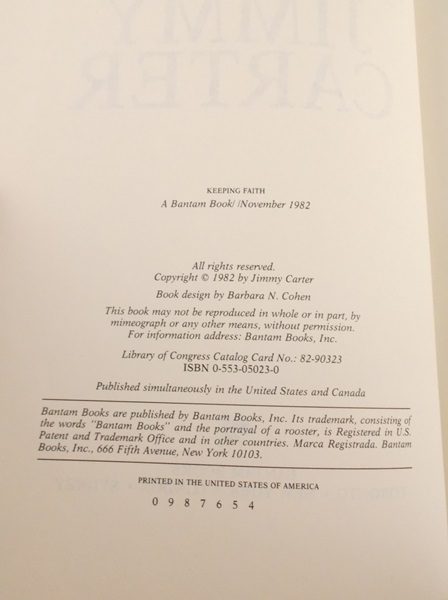 KEEPING FAITH
A Bantam Book/ /November 1982
All rights reserved.
Copyright © 1982 by Jimmy Carter
Book design by Barbara N. Cohen
This book may not be reproduced in whole or in part, by
mimeograph or any other means, without permission.
For information address: Bantam Books, Inc.
Library of Congress Catalog Card No.: 82-90323
ISBN 0-553-05023-0
Published simultaneously in the United States and Canada
Bantam Books are published by Bantam Books, Inc. Its trademark, consisting of
the words "Bantam Books" and the portrayal of a rooster, is Registered in U.S.
Patent and Trademark Office and in other countries. Marca Registrada. Bantam
Books, Inc., 666 Fifth Avenue, New York 10103.
PRINTED IN THE UNITED STATES OF AMERICA
0 9 8 7 6 5 4